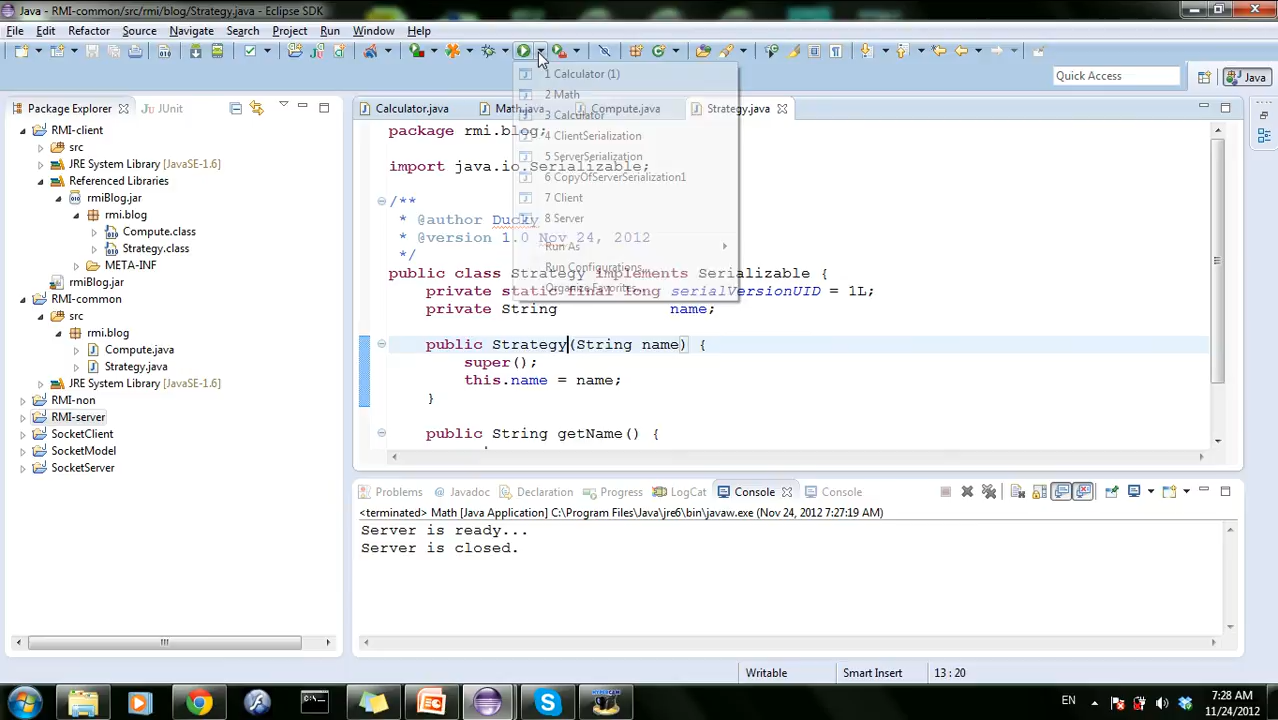 Java - RMI-common/src/rmi/blog/Strategy.java - Eclipse SDK
File Edit Refactor Source Navigate Search Project Run Window Help
Quick Access
Java
Package Explorer
JUnit
RMI-client
src
JRE System Library [JavaSE-1.6]
Referenced Libraries
rmiBlog.jar
rmi.blog
Compute.class
Strategy.class
META-INF
rmiBlog.jar
RMI-common
src
rmi.blog
Compute.java
Strategy.java
JRE System Library [JavaSE-1.6]
RMI-non
RMI-server
SocketClient
SocketModel
SocketServer
Calculator.java
Math.java
Compute.java
Strategy.java
1 Calculator (1)
2 Math
3 Calculator
4 ClientSerialization
5 ServerSerialization
6 CopyOfServerSerialization1
7 Client
8 Server
Run As
Run Configurations...
Organize Favorites...
package rmi.blog;
import java.io.Serializable;
/**
* @author Ducky
* @version 1.0 Nov 24, 2012
*/
public class Strategy implements Serializable {
private static final long serialVersionUID = 1L;
private String name;
public Strategy(String name) {
super();
this.name = name;
}
public String getName() {
Problems
Javadoc
Declaration
Progress
LogCat
Console
Console
<terminated> Math [Java Application] C:\Program Files\Java\jre6\bin\javaw.exe (Nov 24, 2012 7:27:19 AM)
Server is ready...
Server is closed.
Writable
Smart Insert
13 : 20
EN
7:28 AM
11/24/2012